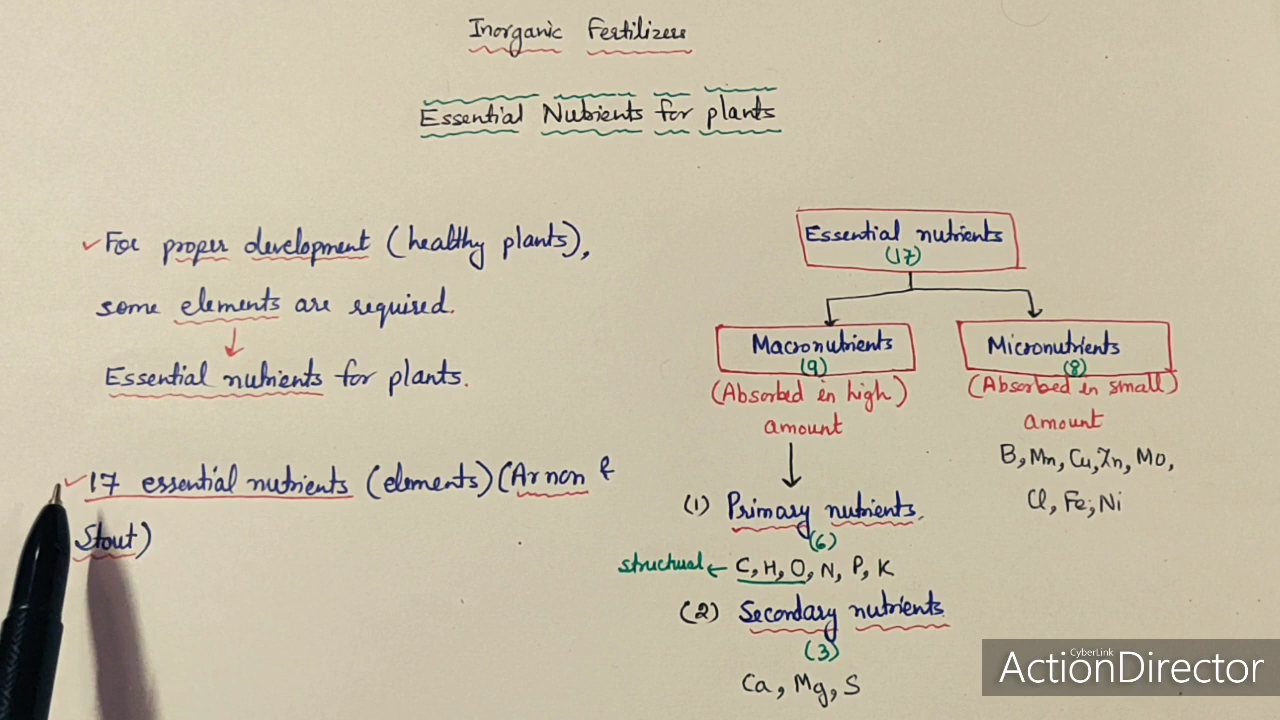 Inorganic Fertilizers
Essential Nutrients for plants
✓ For proper development (healthy plants),
some elements are required.
↓
Essential nutrients for plants.
✓ 17 essential nutrients (elements) (Arnon &
Stout)
Essential nutrients
(17)
Macronutrients
(9)
(Absorbed in high)
amount
↓
(1) Primary nutrients.
(6)
structual ← C, H, O, N, P, K
(2) Secondary nutrients.
(3)
Ca, Mg, S
Micronutrients
(8)
(Absorbed in small)
amount
B, Mn, Cu, Zn, Mo,
Cl, Fe, Ni
CyberLink
ActionDirector